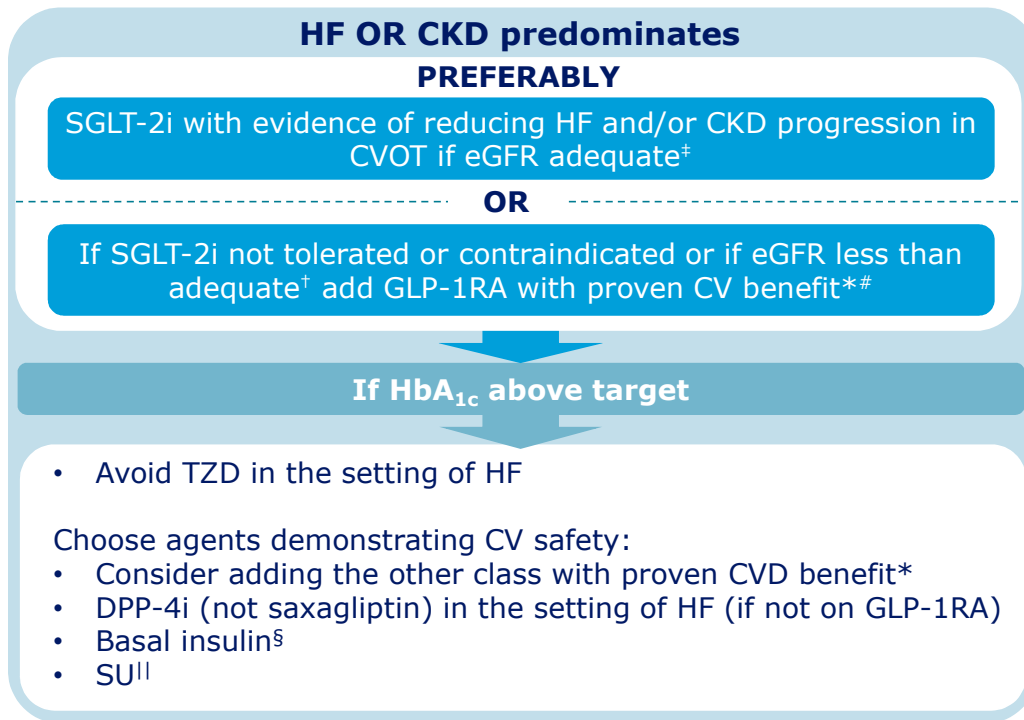 HF OR CKD predominates
PREFERABLY
SGLT-2i with evidence of reducing HF and/or CKD progression in
CVOT if eGFR adequate‡
OR
If SGLT-2i not tolerated or contraindicated or if eGFR less than
adequate† add GLP-1RA with proven CV benefit*#
If HbA1c above target
• Avoid TZD in the setting of HF
Choose agents demonstrating CV safety:
• Consider adding the other class with proven CVD benefit*
• DPP-4i (not saxagliptin) in the setting of HF (if not on GLP-1RA)
• Basal insulin§
• SU||